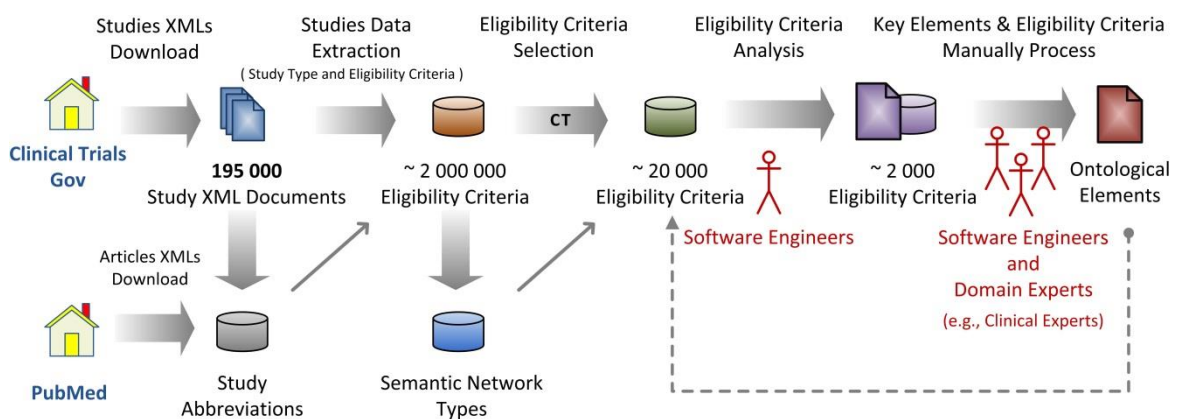 Studies XMLs
Download
Studies Data
Extraction
( Study Type and Eligibility Criteria )
Eligibility Criteria
Selection
Eligibility Criteria
Analysis
Key Elements & Eligibility Criteria
Manually Process
CT
Clinical Trials
Gov
195 000
Study XML Documents
~ 2 000 000
Eligibility Criteria
~ 20 000
Eligibility Criteria
~ 2 000
Eligibility Criteria
Ontological
Elements
Software Engineers
Software Engineers
and
Domain Experts
(e.g., Clinical Experts)
Articles XMLs
Download
PubMed
Study
Abbreviations
Semantic Network
Types